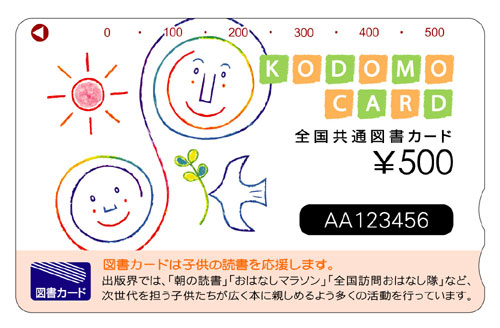 0 ・ 100 ・ 200 ・ 300 ・ 400 ・ 500
KODOMO
CARD
全国共通図書カード
¥500
AA123456
図書カードは子供の読書を応援します。
図書カード
出版界では、「朝の読書」「おはなしマラソン」「全国訪問おはなし隊」など、
次世代を担う子供たちが広く本に親しめるよう多くの活動を行っています。